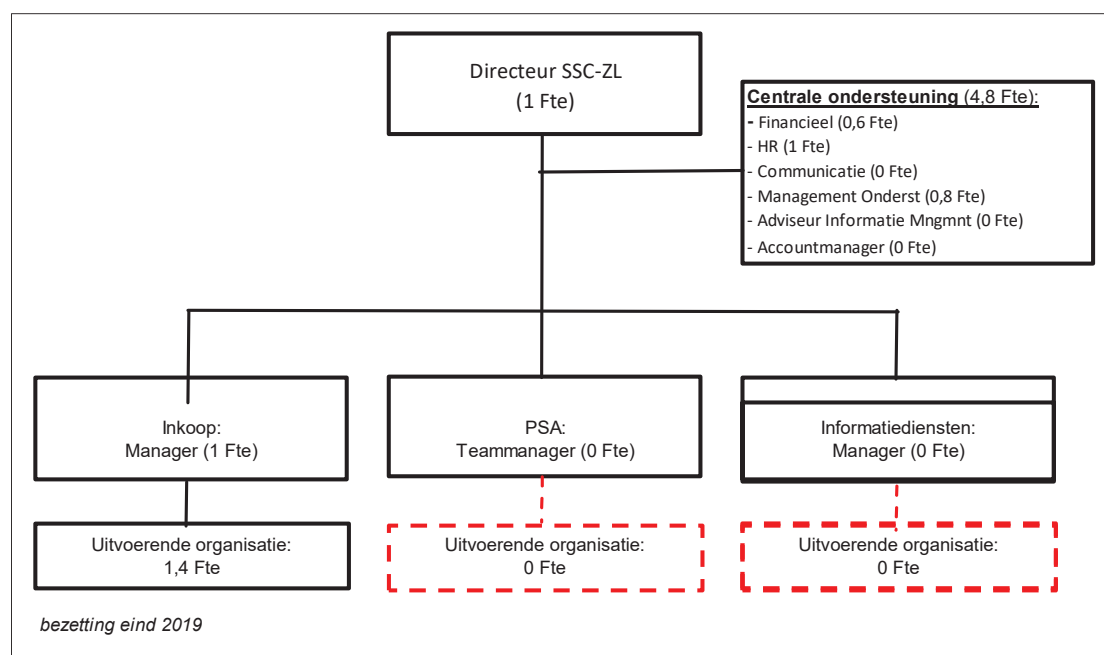 Directeur SSC-ZL
(1 Fte)
Centrale ondersteuning (4,8 Fte):
- Financieel (0,6 Fte)
- HR (1 Fte)
- Communicatie (0 Fte)
- Management Onderst (0,8 Fte)
- Adviseur Informatie Mngmnt (0 Fte)
- Accountmanager (0 Fte)
Inkoop:
Manager (1 Fte)
PSA:
Teammanager (0 Fte)
Informatiediensten:
Manager (0 Fte)
Uitvoerende organisatie:
1,4 Fte
Uitvoerende organisatie:
0 Fte
Uitvoerende organisatie:
0 Fte
bezetting eind 2019